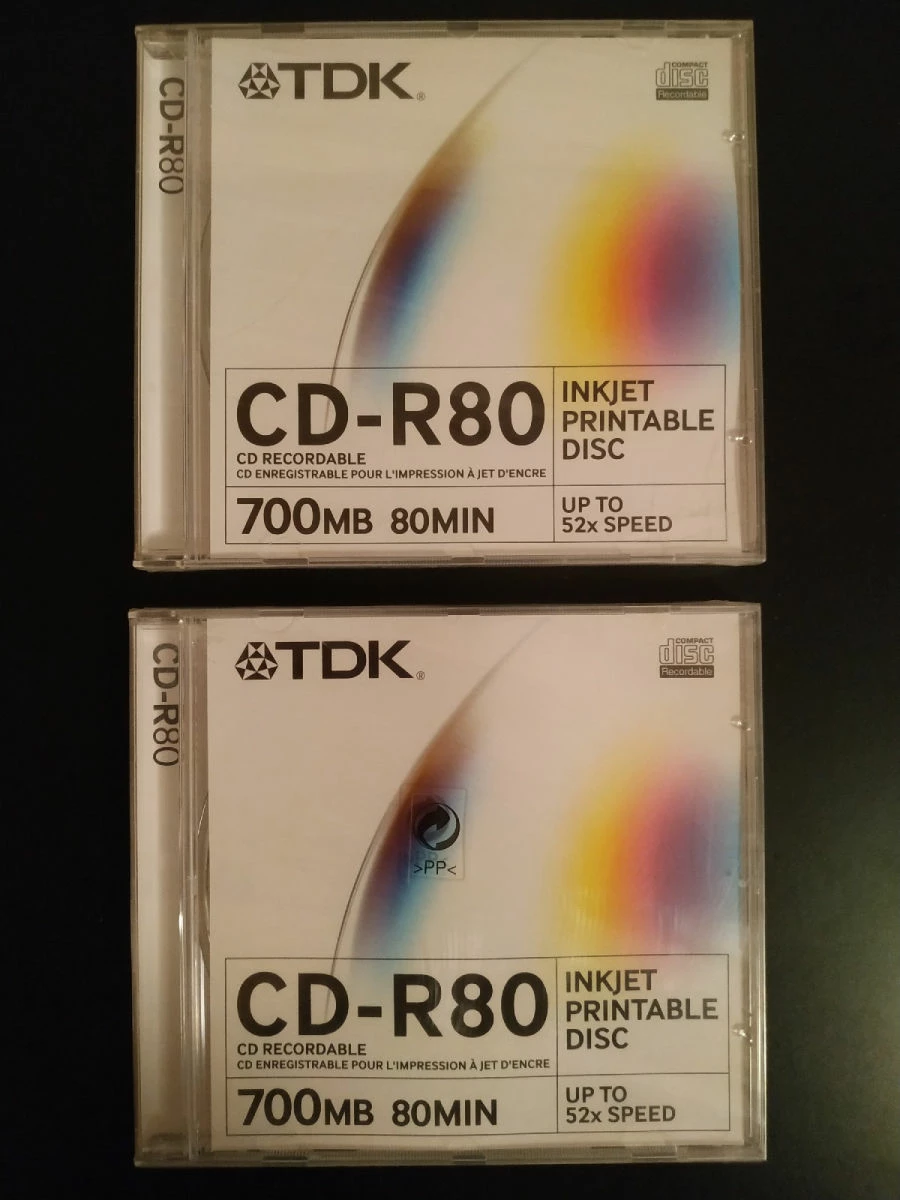 CD-R80
TDK®
COMPACT
disc
Recordable
CD-R80
CD RECORDABLE
CD ENREGISTRABLE POUR L'IMPRESSION À JET D'ENCRE
INKJET
PRINTABLE
DISC
700MB 80MIN
UP TO
52x SPEED
CD-R80
TDK®
COMPACT
disc
Recordable
>PP<
CD-R80
CD RECORDABLE
CD ENREGISTRABLE POUR L'IMPRESSION À JET D'ENCRE
INKJET
PRINTABLE
DISC
700MB 80MIN
UP TO
52x SPEED